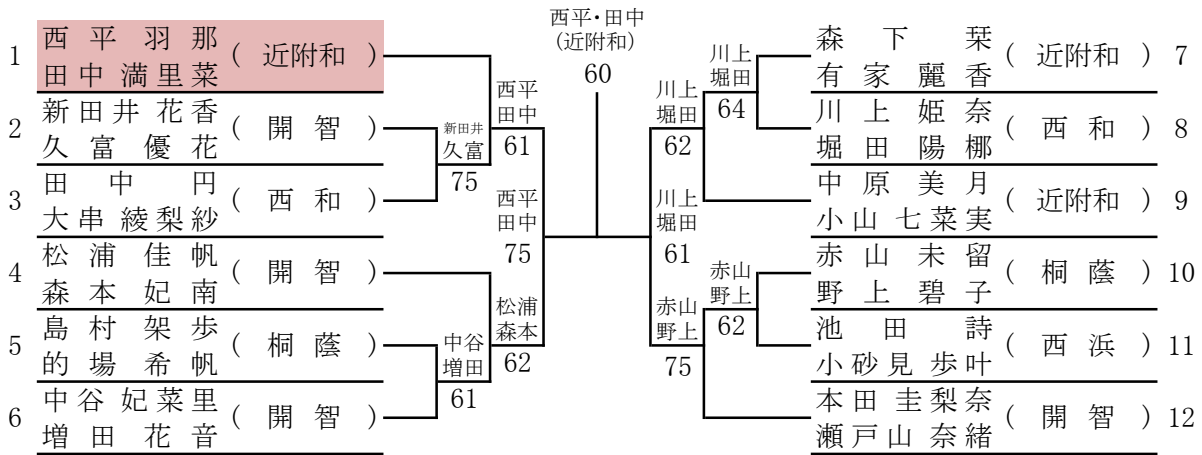 西平・田中
(近附和)
60
1 西平羽那 田中満里菜 (近附和)
2 新田井花香 久富優花 (開智)
3 田中円 大串綾梨紗 (西和)
4 松浦佳帆 森本妃南 (開智)
5 島村架歩 的場希帆 (桐蔭)
6 中谷妃菜里 増田花音 (開智)
新田井
久富
75
中谷
増田
61
西平
田中
61
松浦
森本
62
西平
田中
75
川上
堀田
61
川上
堀田
62
赤山
野上
75
川上
堀田
64
赤山
野上
62
森下栞 有家麗香 (近附和) 7
川上姫奈 堀田陽梛 (西和) 8
中原美月 小山七菜実 (近附和) 9
赤山未留 野上碧子 (桐蔭) 10
池田詩 小砂見歩叶 (西浜) 11
本田圭梨奈 瀬戸山奈緒 (開智) 12